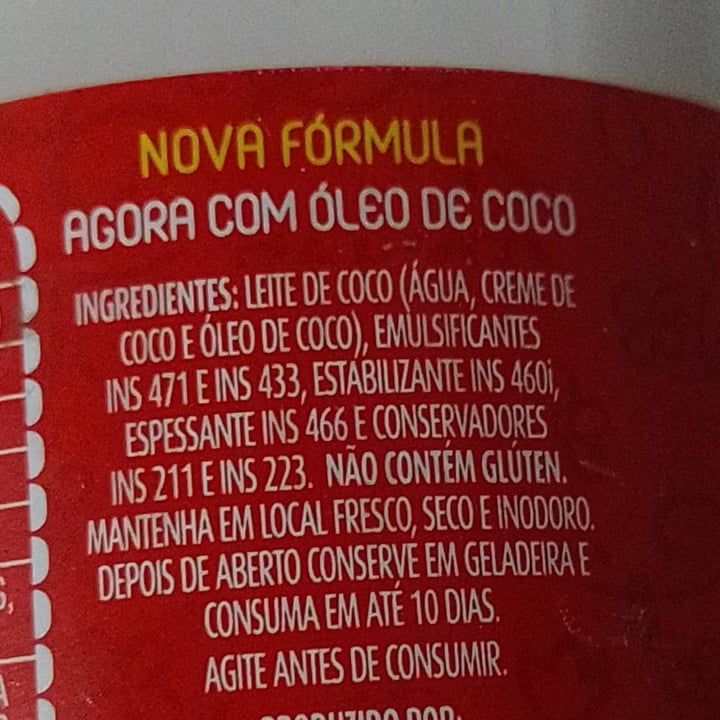 NOVA FÓRMULA
AGORA COM ÓLEO DE COCO
INGREDIENTES: LEITE DE COCO (ÁGUA, CREME DE
COCO E ÓLEO DE COCO), EMULSIFICANTES
INS 471 E INS 433, ESTABILIZANTE INS 460i,
ESPESSANTE INS 466 E CONSERVADORES
INS 211 E INS 223. NÃO CONTÉM GLÚTEN.
MANTENHA EM LOCAL FRESCO, SECO E INODORO.
DEPOIS DE ABERTO CONSERVE EM GELADEIRA E
CONSUMA EM ATÉ 10 DIAS.
AGITE ANTES DE CONSUMIR.
PRODUZIDO POR: